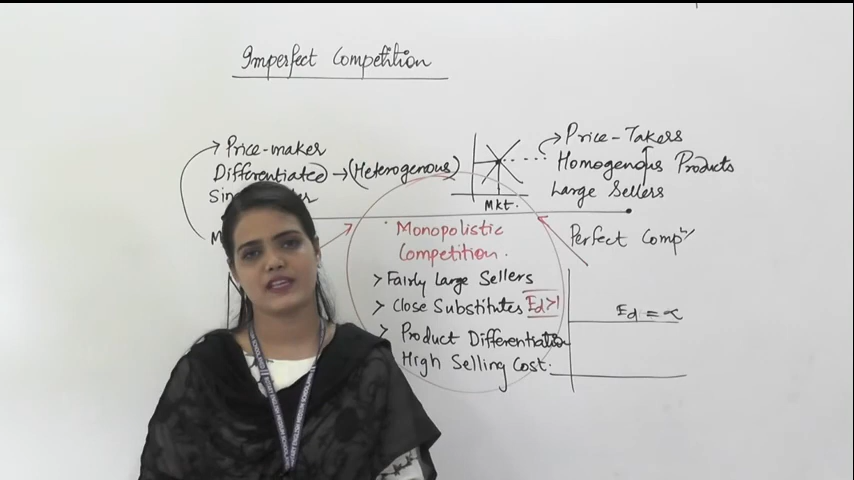 Imperfect Competition
Price-maker
Differentiated → (Heterogenous)
Mkt.
Price-Takers
Homogenous Products
Large Sellers
Monopolistic
Competition.
> Fairly Large Sellers
> Close Substitutes Ed>1
> Product Differentiation
High Selling Cost.
Perfect Compⁿ
Ed = ∝